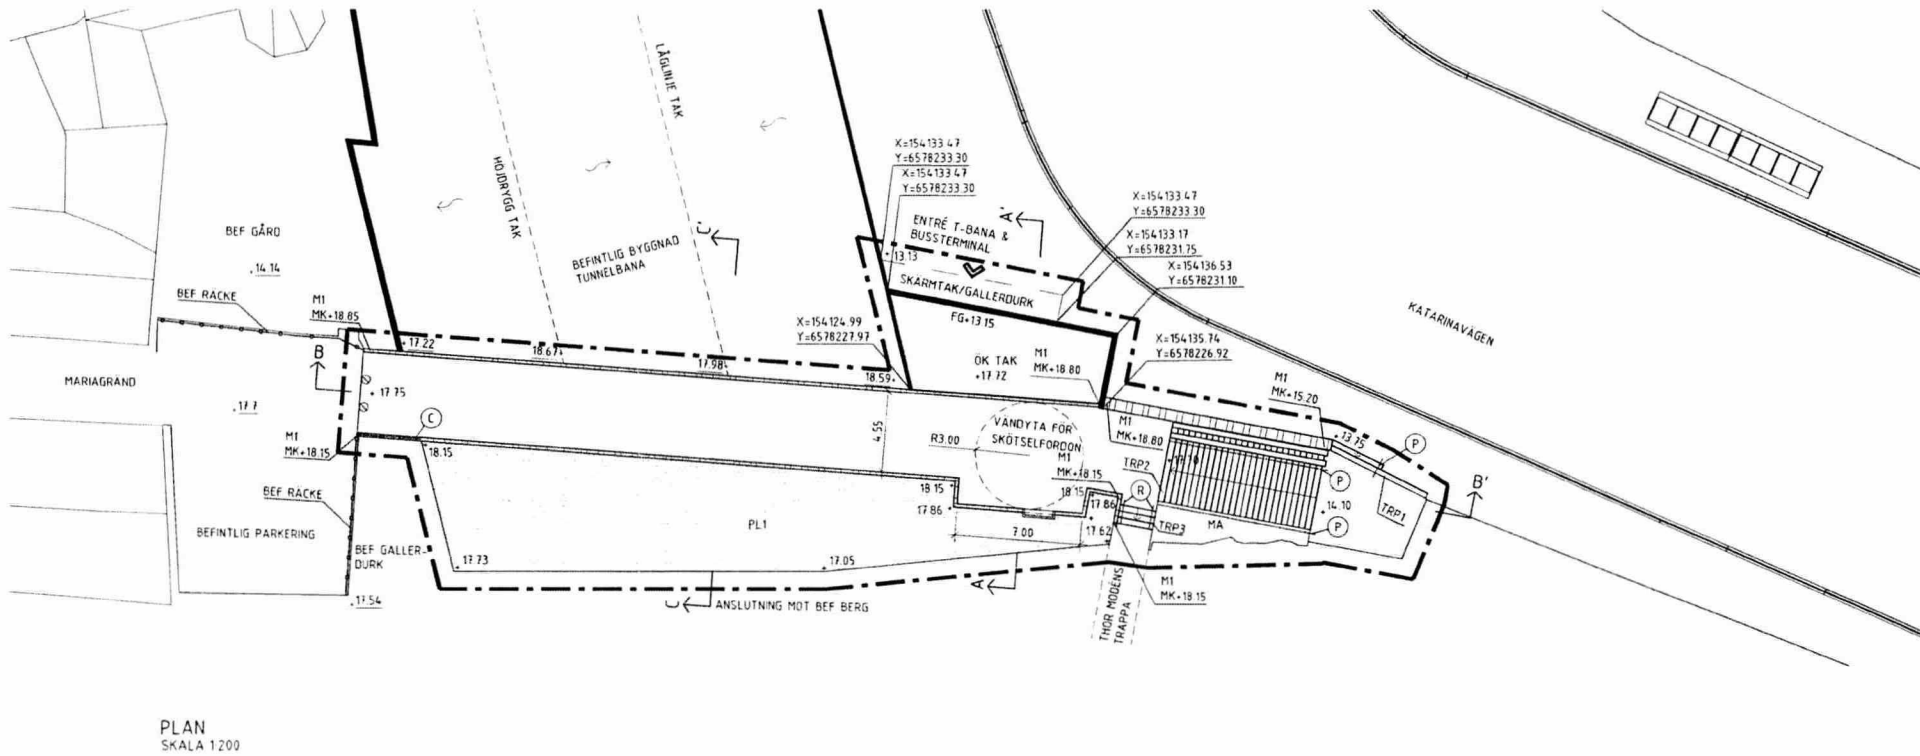 LÅGLINJE TAK
HÖJDRYGG TAK
BEFINTLIG BYGGNAD
TUNNELBANA
C'
X=154133.47
Y=6578233.30
X=154133.47
Y=6578233.30
ENTRÉ T-BANA &
BUSSTERMINAL
A'
X=154133.47
Y=6578233.30
X=154133.17
Y=6578231.75
X=154136.53
Y=6578231.10
13.13
SKÄRMTAK/GALLERDURK
FG+13.15
BEF GÅRD
14.14
BEF RÄCKE
M1
MK+18.85
17.22
18.67
17.98
18.59
X=154124.99
Y=6578227.97
ÖK TAK
+17.72
M1
MK+18.80
X=154135.74
Y=6578226.92
KATARINAVÄGEN
B
MARIAGRÄND
17.7
17.75
M1
MK+18.15
C
18.15
4.55
R3.00
VÄNDYTA FÖR
SKÖTSELFORDON
M1
MK+18.15
M1
MK+18.80
M1
MK+15.20
13.75
P
TRP2
17.10
P
R
18.15
17.86
18.15
17.86
17.62
7.00
TRP3
MA
14.10
P
TRP1
B'
BEF RÄCKE
BEFINTLIG PARKERING
BEF GALLER-
DURK
17.54
17.73
PL1
17.05
C
ANSLUTNING MOT BEF BERG
A
THOR MODÉNS
TRAPPA
M1
MK+18.15
PLAN
SKALA 1:200